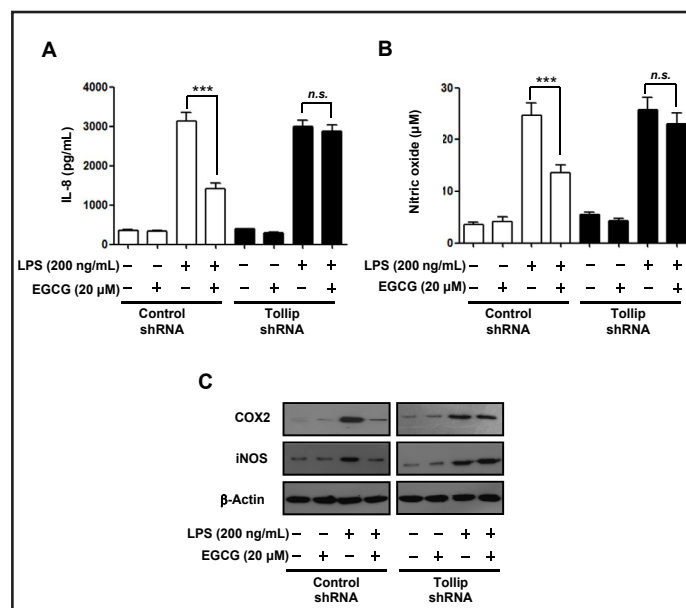 A
IL-8 (pg/mL)
4000
3000
2000
1000
0
***
n.s.
LPS (200 ng/mL) – – + + – – + +
EGCG (20 µM) – + – + – + – +
Control
shRNA
Tollip
shRNA
B
Nitric oxide (µM)
30
20
10
0
***
n.s.
LPS (200 ng/mL) – – + + – – + +
EGCG (20 µM) – + – + – + – +
Control
shRNA
Tollip
shRNA
C
COX2
iNOS
β-Actin
LPS (200 ng/mL) – – + + – – + +
EGCG (20 µM) – + – + – + – +
Control
shRNA
Tollip
shRNA